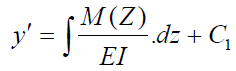 y′ = ∫ M(Z)/EI .dz + C₁